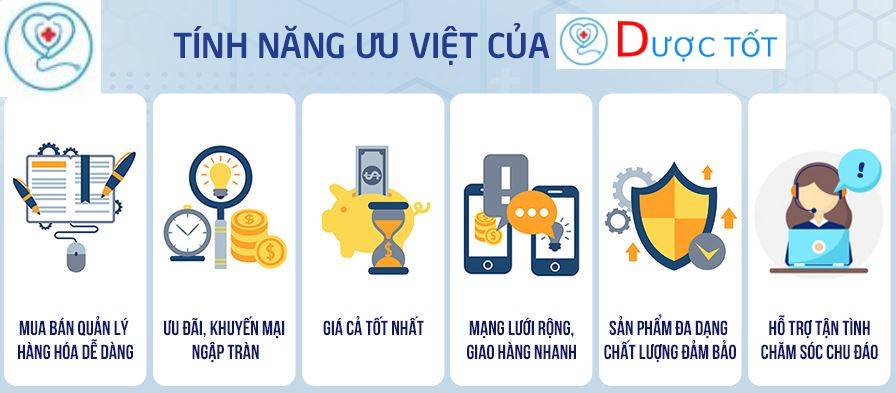 TÍNH NĂNG ƯU VIỆT CỦA DƯỢC TỐT
MUA BÁN QUẢN LÝ
HÀNG HÓA DỄ DÀNG
ƯU ĐÃI, KHUYẾN MẠI
NGẬP TRÀN
GIÁ CẢ TỐT NHẤT
MẠNG LƯỚI RỘNG,
GIAO HÀNG NHANH
SẢN PHẨM ĐA DẠNG
CHẤT LƯỢNG ĐẢM BẢO
HỖ TRỢ TẬN TÌNH
CHĂM SÓC CHU ĐÁO